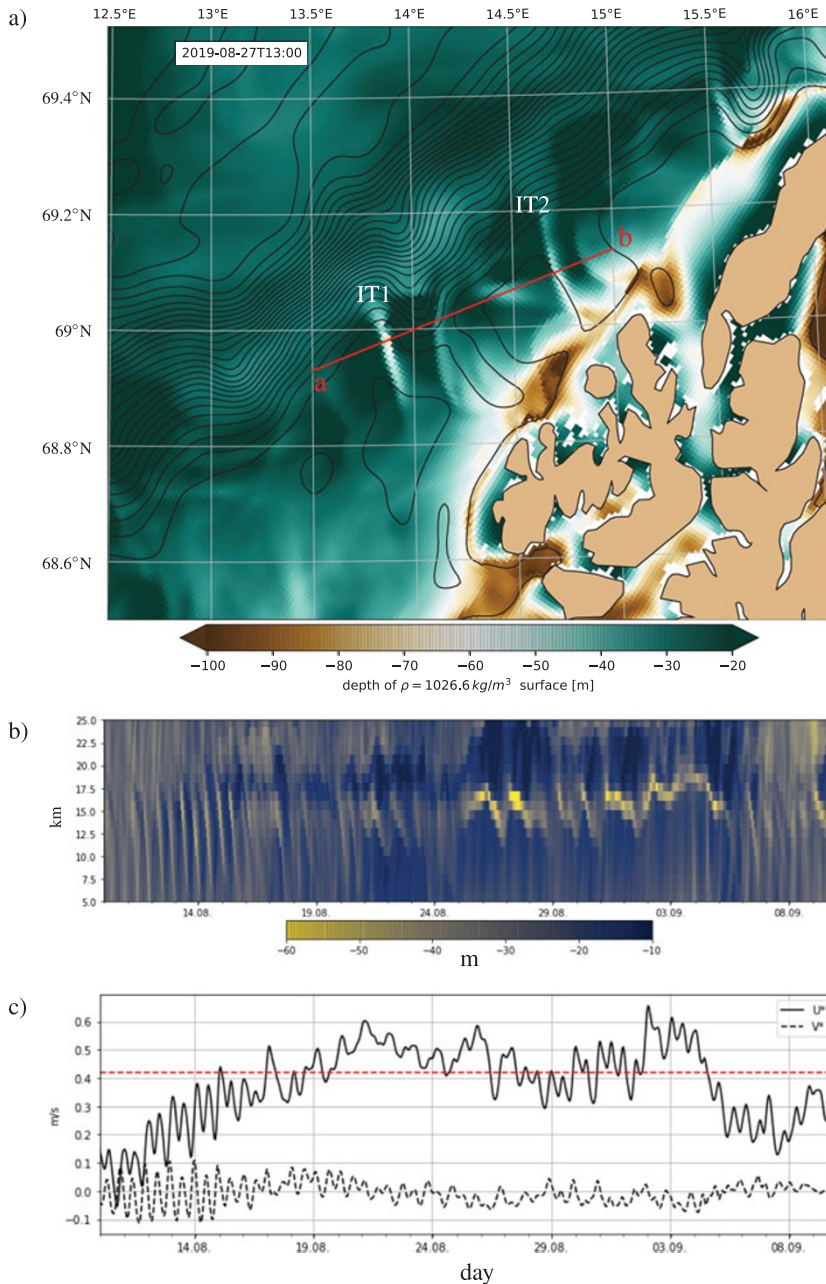 a)
12.5°E 13°E 13.5°E 14°E 14.5°E 15°E 15.5°E 16°E
2019-08-27T13:00
69.4°N
69.2°N
IT2
b
IT1
69°N
a
68.8°N
68.6°N
−100 −90 −80 −70 −60 −50 −40 −30 −20
depth of ρ = 1026.6 kg/m³ surface [m]
b)
25.0
22.5
20.0
17.5
15.0
12.5
10.0
7.5
5.0
km
14.08. 19.08. 24.08. 29.08. 03.09. 08.09.
−60 −50 −40 −30 −20 −10
m
c)
U*
V*
0.6
0.5
0.4
0.3
0.2
0.1
0.0
−0.1
m/s
14.08. 19.08. 24.08. 29.08. 03.09. 08.09.
day